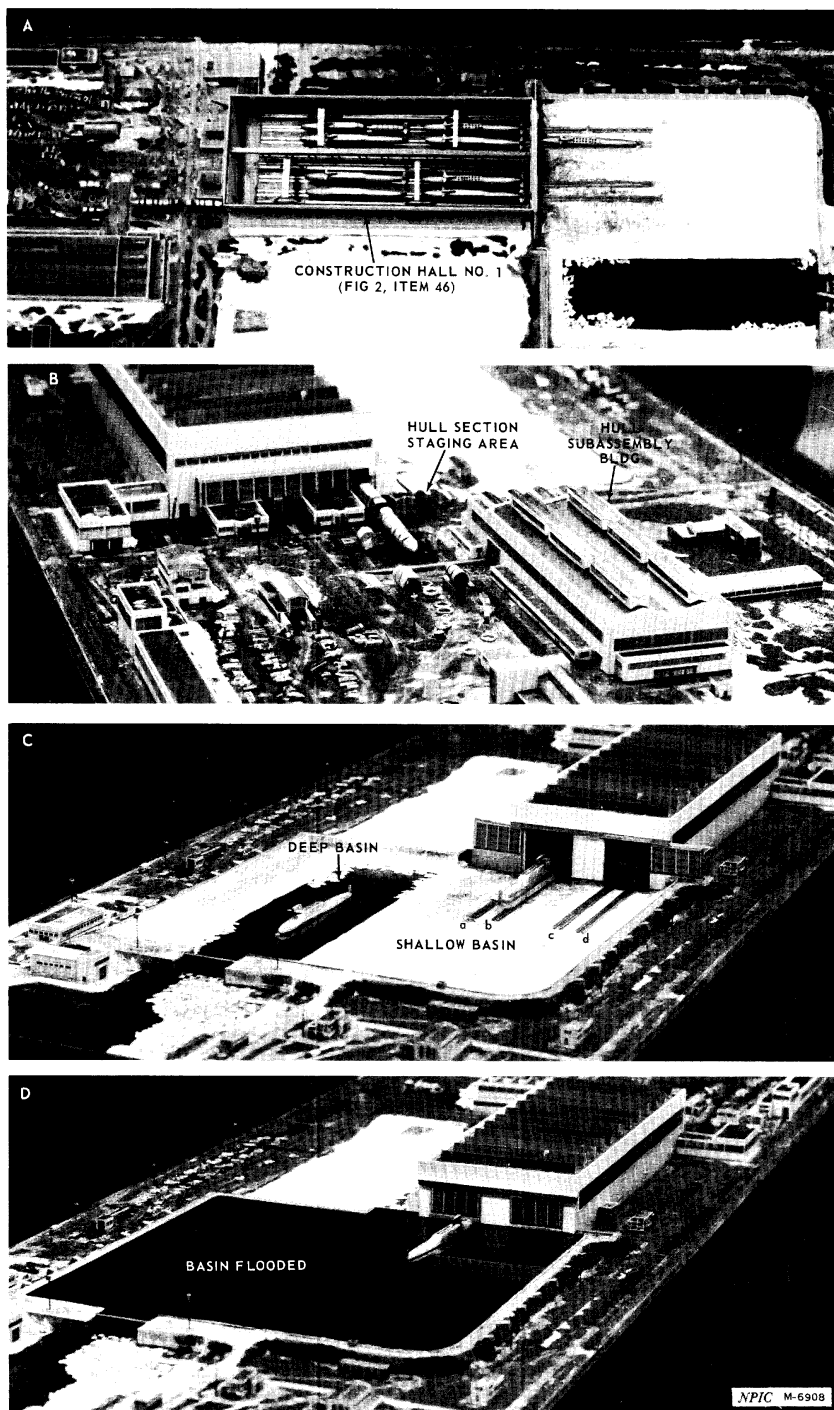 A
CONSTRUCTION HALL NO. 1
(FIG 2, ITEM 46)
B
HULL SECTION
STAGING AREA
HULL
SUBASSEMBLY
BLDG
C
DEEP BASIN
a
b
c
d
SHALLOW BASIN
D
BASIN FLOODED
NPIC M-6908